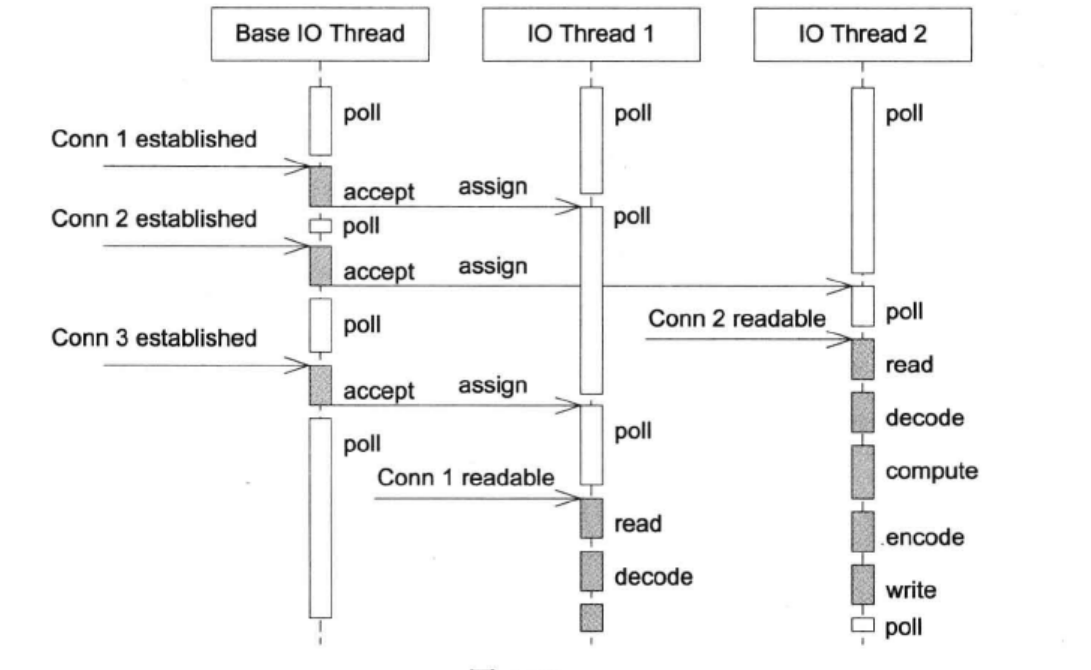 Base IO Thread
IO Thread 1
IO Thread 2
poll
poll
poll
Conn 1 established
accept
assign
poll
Conn 2 established
poll
accept
assign
poll
Conn 2 readable
poll
Conn 3 established
read
accept
assign
decode
poll
poll
Conn 1 readable
compute
read
encode
decode
write
poll